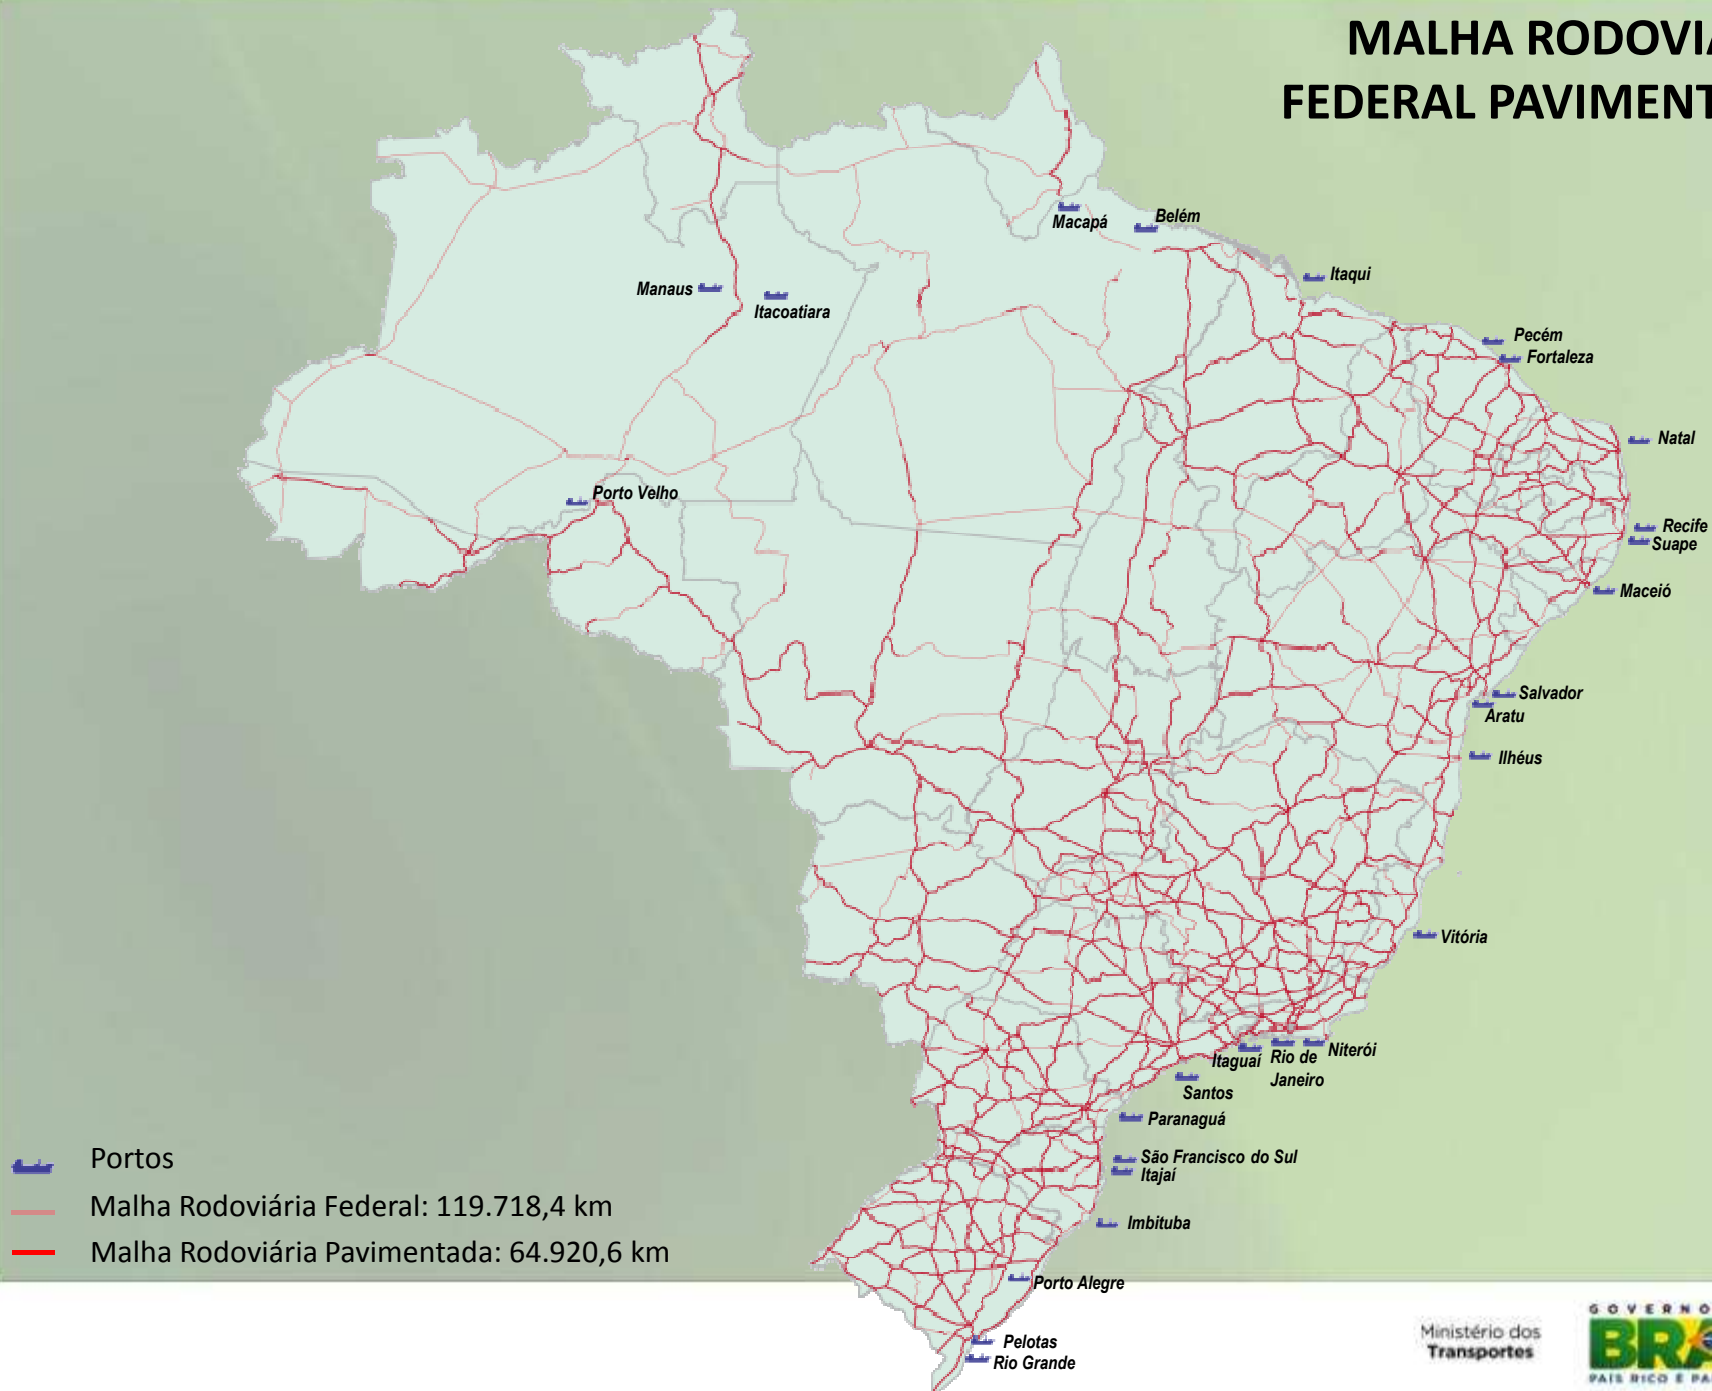 MALHA RODOVIA
FEDERAL PAVIMENT
Macapá
Belém
Itaqui
Manaus
Itacoatiara
Pecém
Fortaleza
Natal
Porto Velho
Recife
Suape
Maceió
Salvador
Aratu
Ilhéus
Vitória
Niterói
Itaguaí
Rio de
Janeiro
Santos
Paranaguá
São Francisco do Sul
Itajaí
Imbituba
Porto Alegre
Pelotas
Rio Grande
Portos
Malha Rodoviária Federal: 119.718,4 km
Malha Rodoviária Pavimentada: 64.920,6 km
Ministério dos
Transportes
GOVERNO
BRA
PAÍS RICO É PA